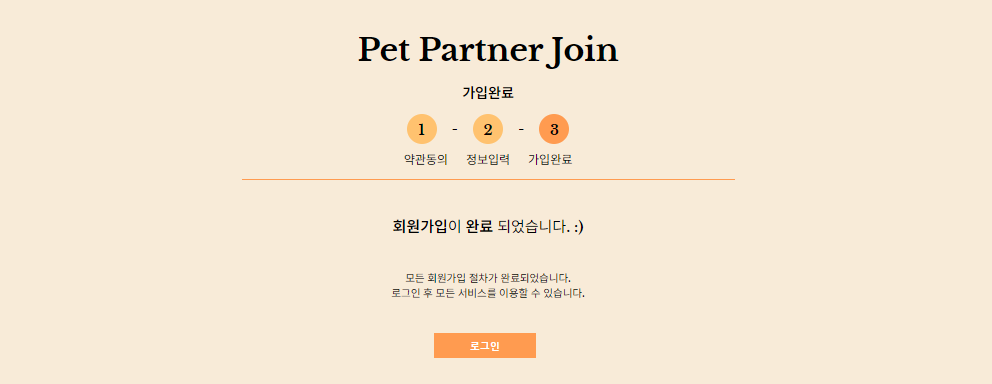 Pet Partner Join
가입완료
1 - 2 - 3
약관동의 정보입력 가입완료
회원가입이 완료 되었습니다. :)
모든 회원가입 절차가 완료되었습니다.
로그인 후 모든 서비스를 이용할 수 있습니다.
로그인